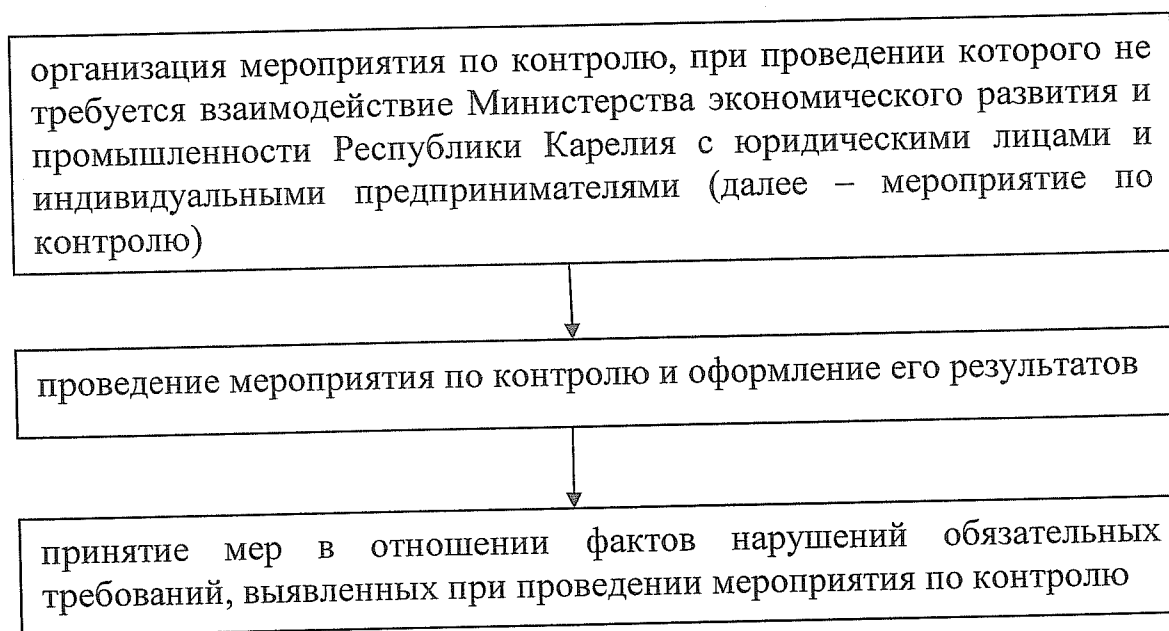 организация мероприятия по контролю, при проведении которого не
требуется взаимодействие Министерства экономического развития и
промышленности Республики Карелия с юридическими лицами и
индивидуальными предпринимателями (далее – мероприятие по
контролю)
проведение мероприятия по контролю и оформление его результатов
принятие мер в отношении фактов нарушений обязательных
требований, выявленных при проведении мероприятия по контролю